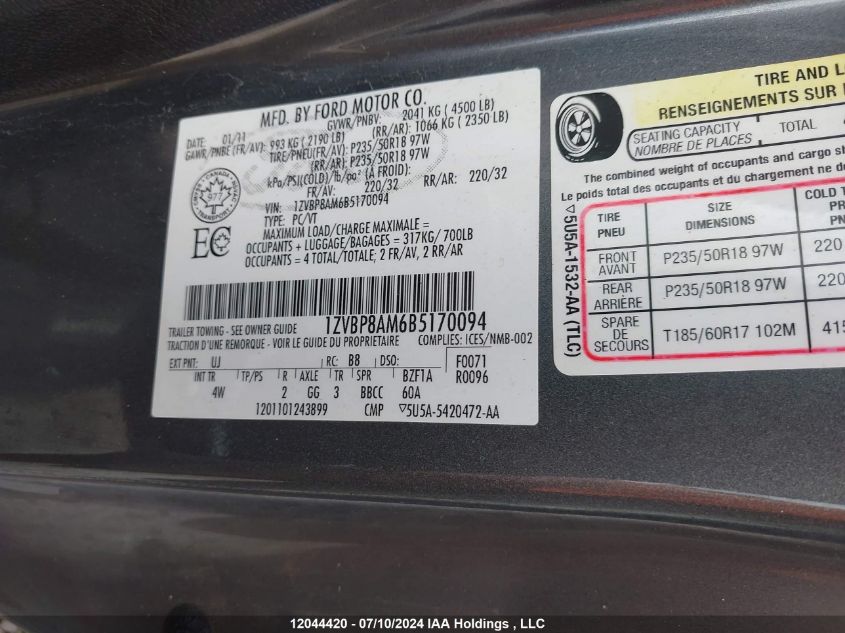 MFD. BY FORD MOTOR CO.
DATE: 01/11 GVWR/PNBV: 2041 KG ( 4500 LB)
GAWR/PNBE (FR/AV): 993 KG ( 2190 LB) (RR/AR): 1066 KG ( 2350 LB)
TIRE/PNEU(FR/AV): P235/50R18 97W
(RR/AR): P235/50R18 97W
kPa/PSI(COLD)/lb/po² (À FROID):
FR/AV: 220/32 RR/AR: 220/32
VIN: 1ZVBP8AM6B5170094
TYPE: PC/VT
MAXIMUM LOAD/CHARGE MAXIMALE =
OCCUPANTS + LUGGAGE/BAGAGES = 317KG/ 700LB
OCCUPANTS = 4 TOTAL/TOTALE; 2 FR/AV, 2 RR/AR
CANADA
977
TRANSPORT
EC
1ZVBP8AM6B5170094
TRAILER TOWING - SEE OWNER GUIDE
TRACTION D'UNE REMORQUE - VOIR LE GUIDE DU PROPRIETAIRE COMPLIES: ICES/NMB-002
EXT PNT: UJ RC: B8 DSO: F0071
INT TR TP/PS R AXLE TR SPR BZF1A R0096
4W 2 GG 3 BBCC 60A
1201101243899 CMP ▽5U5A-5420472-AA
TIRE AND
RENSEIGNEMENTS SUR
SEATING CAPACITY
NOMBRE DE PLACES
TOTAL
The combined weight of occupants and cargo
Le poids total des occupants et du chargement ne
▽5U5A-1532-AA (TLC)
TIRE
PNEU
SIZE
DIMENSIONS
COLD
FRONT
AVANT
P235/50R18 97W
220
REAR
ARRIÈRE
P235/50R18 97W
220
SPARE
DE
SECOURS
T185/60R17 102M
415
12044420 - 07/10/2024 IAA Holdings , LLC